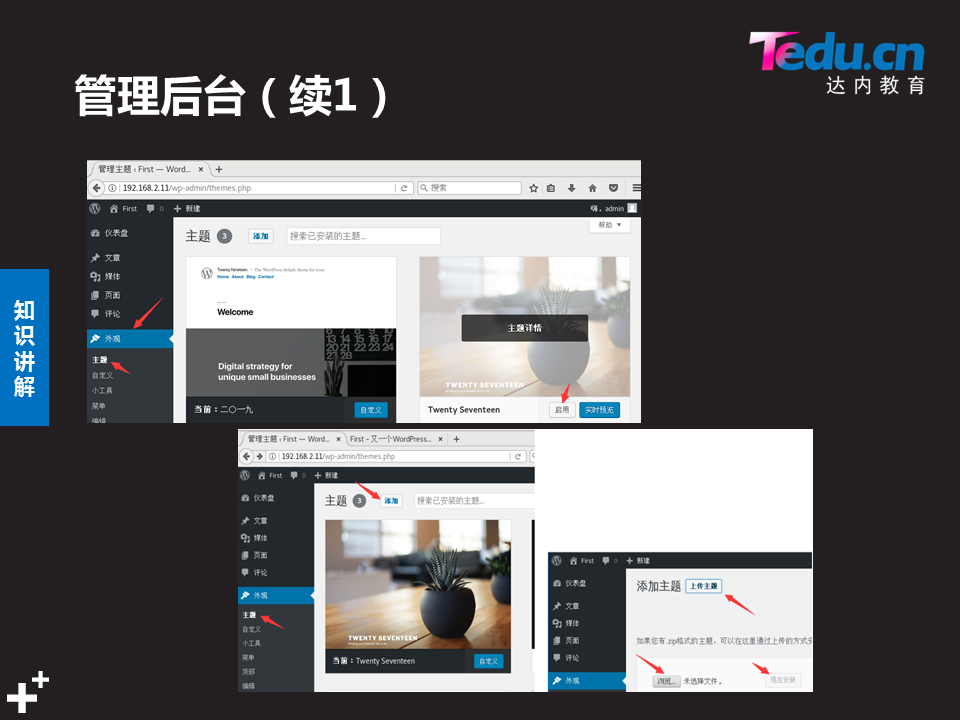 Tedu.cn
达内教育
管理后台（续1）
知识讲解
管理主题 ‹ First — Word...
192.168.2.11/wp-admin/themes.php
搜索
First 0 新建
嗨，admin
帮助
仪表盘
文章
媒体
页面
评论
外观
主题
自定义
小工具
菜单
编辑
主题 3 添加 搜索已安装的主题...
Twenty Nineteen — The WordPress default theme for 2019
Home About Blog Contact
Welcome
Digital strategy for
unique small businesses
当前：二〇一九 自定义
主题详情
TWENTY SEVENTEEN
Twenty Seventeen 启用 实时预览
管理主题 ‹ First — Word... First – 又一个WordPress...
192.168.2.11/wp-admin/themes.php
First 0 新建
仪表盘
文章
媒体
页面
评论
外观
主题
自定义
小工具
菜单
顶部
编辑
主题 3 添加 搜索已安装的主题...
TWENTY SEVENTEEN
当前：Twenty Seventeen 自定义
First 0 新建
仪表盘
文章
媒体
页面
评论
外观
添加主题 上传主题
如果您有.zip格式的主题，可以在这里通过上传的方式安
浏览... 未选择文件。 现在安装